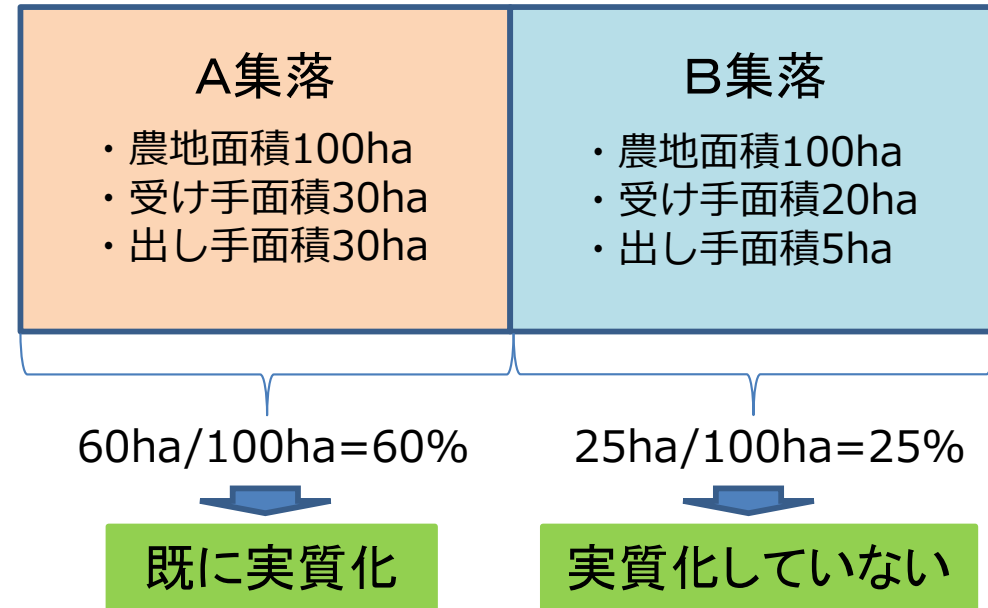 A集落
・農地面積100ha
・受け手面積30ha
・出し手面積30ha
B集落
・農地面積100ha
・受け手面積20ha
・出し手面積5ha
60ha/100ha=60%
25ha/100ha=25%
既に実質化
実質化していない